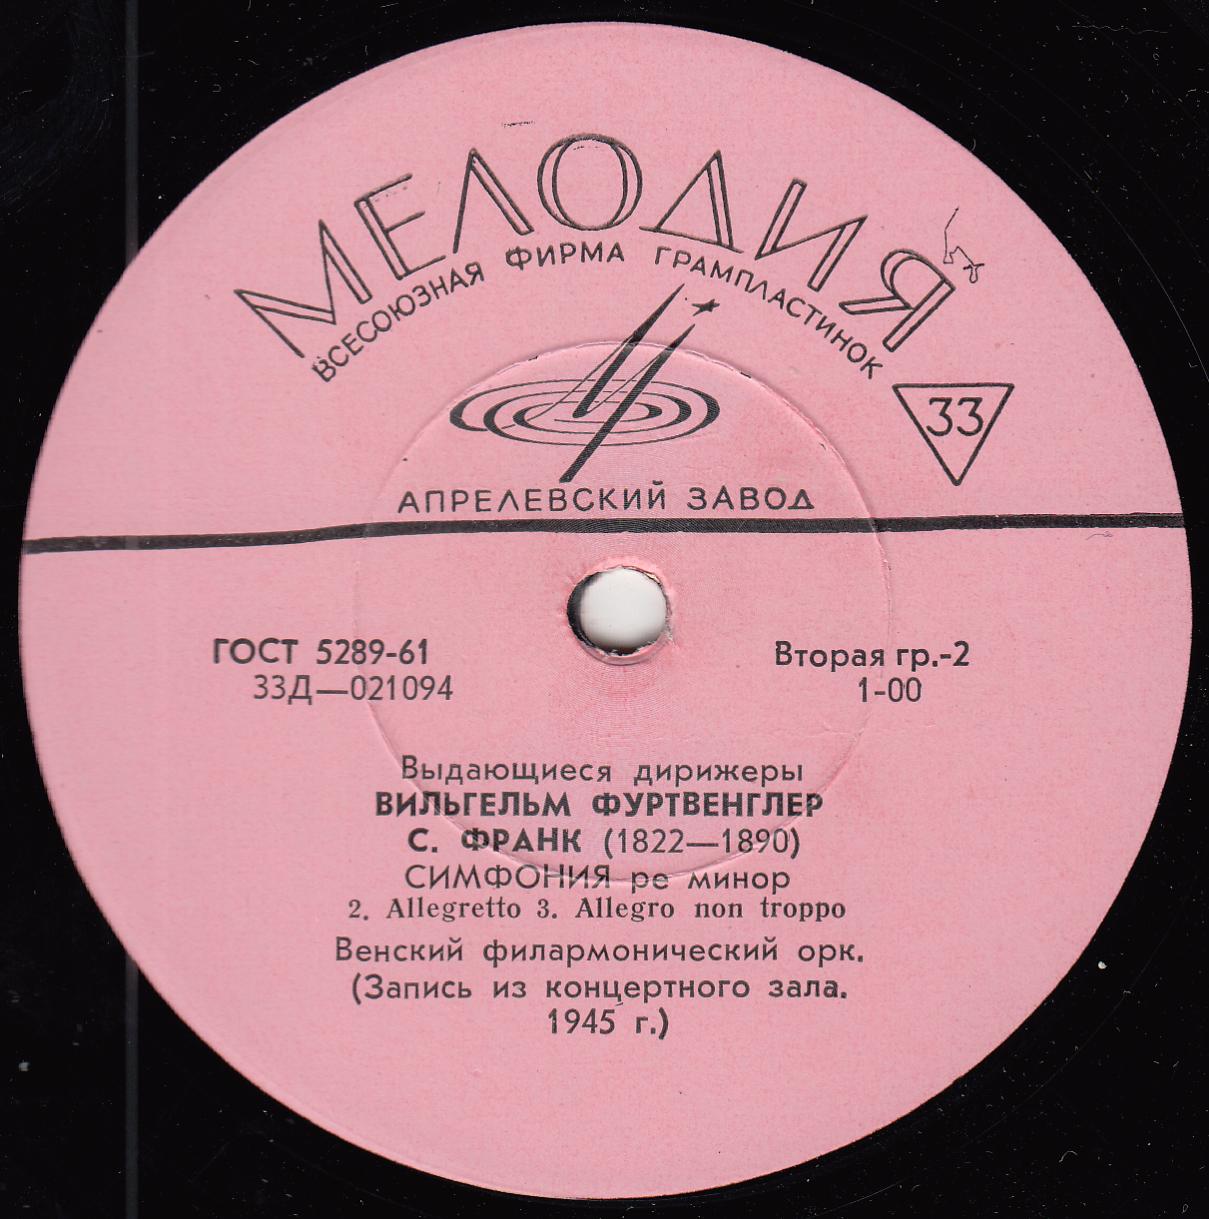 МЕЛОДИЯ
ВСЕСОЮЗНАЯ ФИРМА ГРАМПЛАСТИНОК
33
АПРЕЛЕВСКИЙ ЗАВОД
ГОСТ 5289-61
33Д—021094
Вторая гр.-2
1-00
Выдающиеся дирижеры
ВИЛЬГЕЛЬМ ФУРТВЕНГЛЕР
С. ФРАНК (1822—1890)
СИМФОНИЯ ре минор
2. Allegretto 3. Allegro non troppo
Венский филармонический орк.
(Запись из концертного зала.
1945 г.)